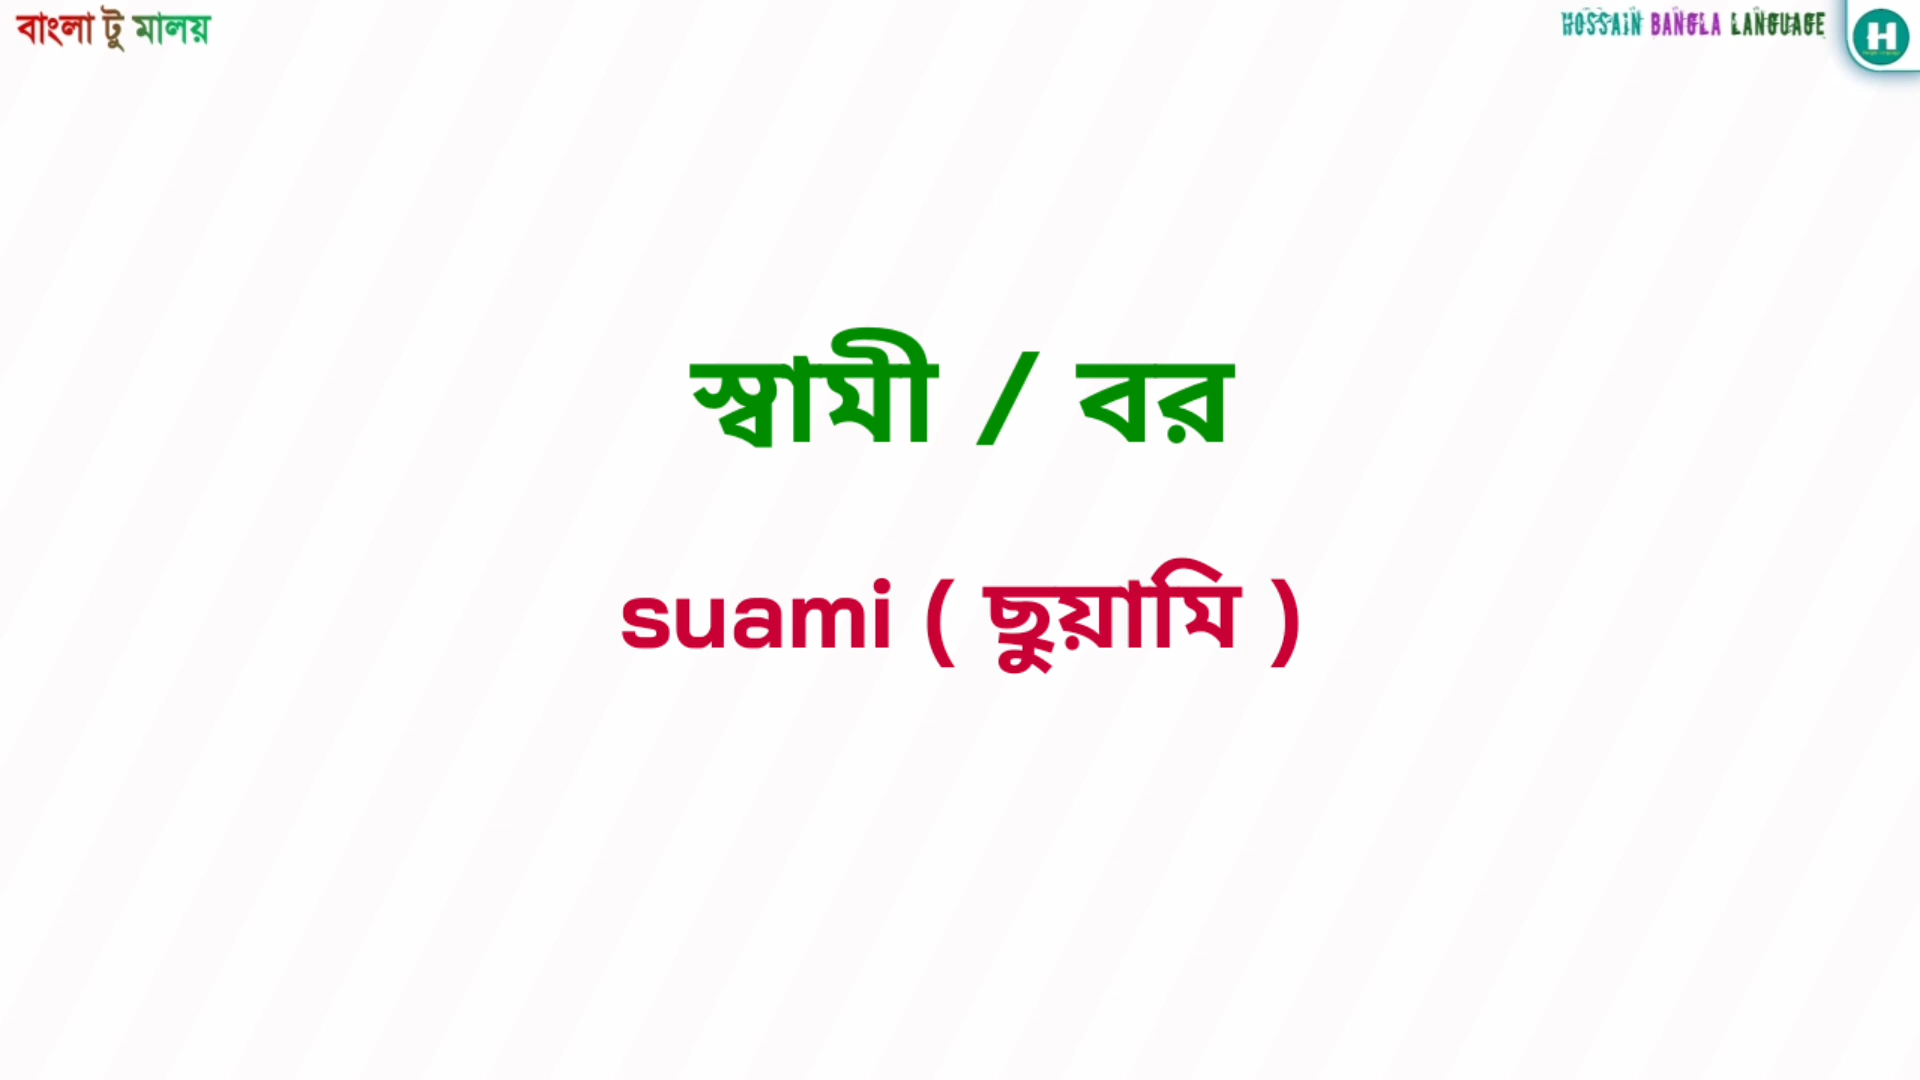 বাংলা টু মালয়
HOSSAIN BANGLA LANGUAGE
H
স্বামী / বর
suami ( ছুয়ামি )